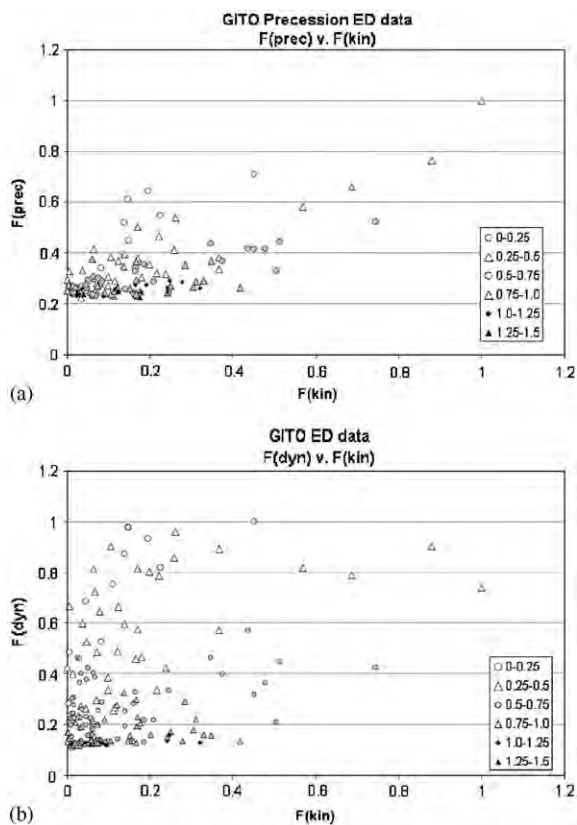 GITO Precession ED data
F(prec) v. F(kin)
1.2
1
0.8
0.6
0.4
0.2
0
F(prec)
0-0.25
0.25-0.5
0.5-0.75
0.75-1.0
1.0-1.25
1.25-1.5
0 0.2 0.4 0.6 0.8 1
F(kin)
(a)
GITO ED data
F(dyn) v. F(kin)
1.2
1
0.8
0.6
0.4
0.2
0
F(dyn)
0-0.25
0.25-0.5
0.5-0.75
0.75-1.0
1.0-1.25
1.25-1.5
0 0.2 0.4 0.6 0.8 1
F(kin)
(b)